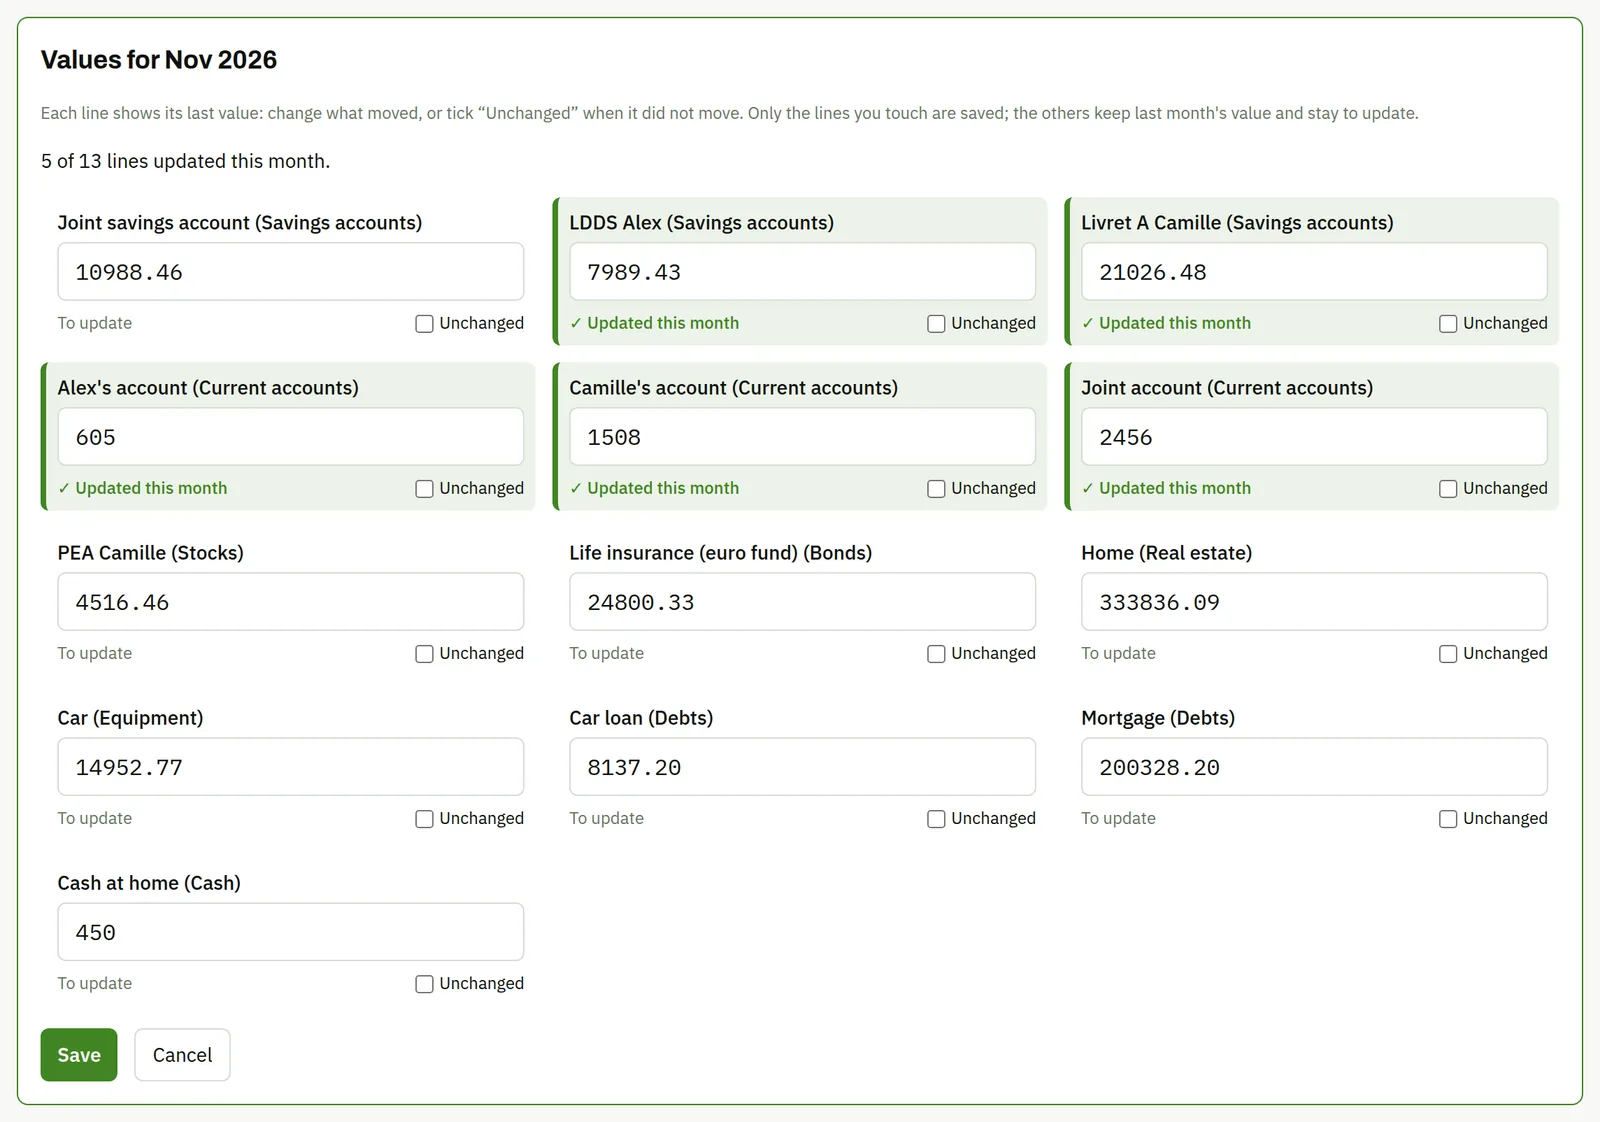 Values for Nov 2026
Each line shows its last value: change what moved, or tick “Unchanged” when it did not move. Only the lines you touch are saved; the others keep last month's value and stay to update.
5 of 13 lines updated this month.
Joint savings account (Savings accounts)
10988.46
To update
Unchanged
LDDS Alex (Savings accounts)
7989.43
✓ Updated this month
Unchanged
Livret A Camille (Savings accounts)
21026.48
✓ Updated this month
Unchanged
Alex's account (Current accounts)
605
✓ Updated this month
Unchanged
Camille's account (Current accounts)
1508
✓ Updated this month
Unchanged
Joint account (Current accounts)
2456
✓ Updated this month
Unchanged
PEA Camille (Stocks)
4516.46
To update
Unchanged
Life insurance (euro fund) (Bonds)
24800.33
To update
Unchanged
Home (Real estate)
333836.09
To update
Unchanged
Car (Equipment)
14952.77
To update
Unchanged
Car loan (Debts)
8137.20
To update
Unchanged
Mortgage (Debts)
200328.20
To update
Unchanged
Cash at home (Cash)
450
To update
Unchanged
Save
Cancel